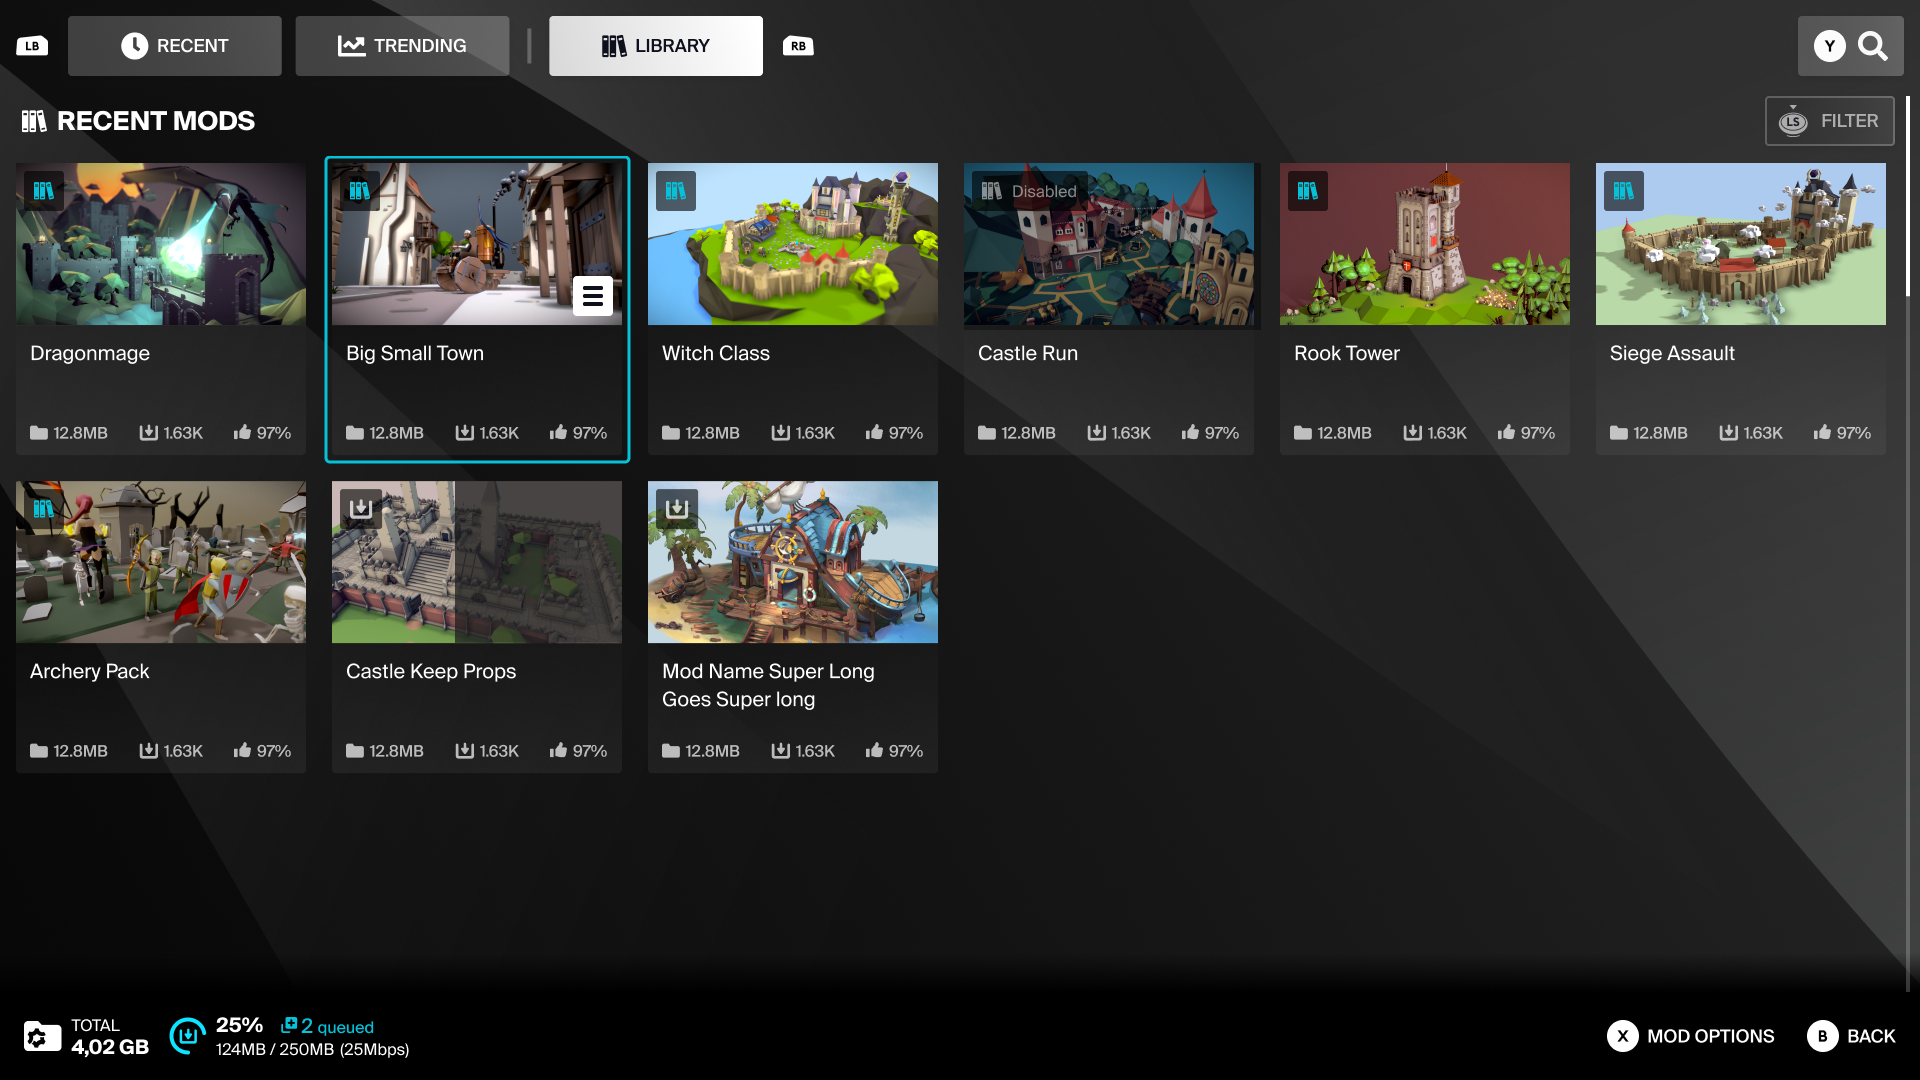 LB
RECENT
TRENDING
LIBRARY
RB
Y
RECENT MODS
LS FILTER
Disabled
Dragonmage
Big Small Town
Witch Class
Castle Run
Rook Tower
Siege Assault
12.8MB 1.63K 97%
12.8MB 1.63K 97%
12.8MB 1.63K 97%
12.8MB 1.63K 97%
12.8MB 1.63K 97%
12.8MB 1.63K 97%
Archery Pack
Castle Keep Props
Mod Name Super Long
Goes Super long
12.8MB 1.63K 97%
12.8MB 1.63K 97%
12.8MB 1.63K 97%
TOTAL
4,02 GB
25% 2 queued
124MB / 250MB (25Mbps)
X MOD OPTIONS
B BACK